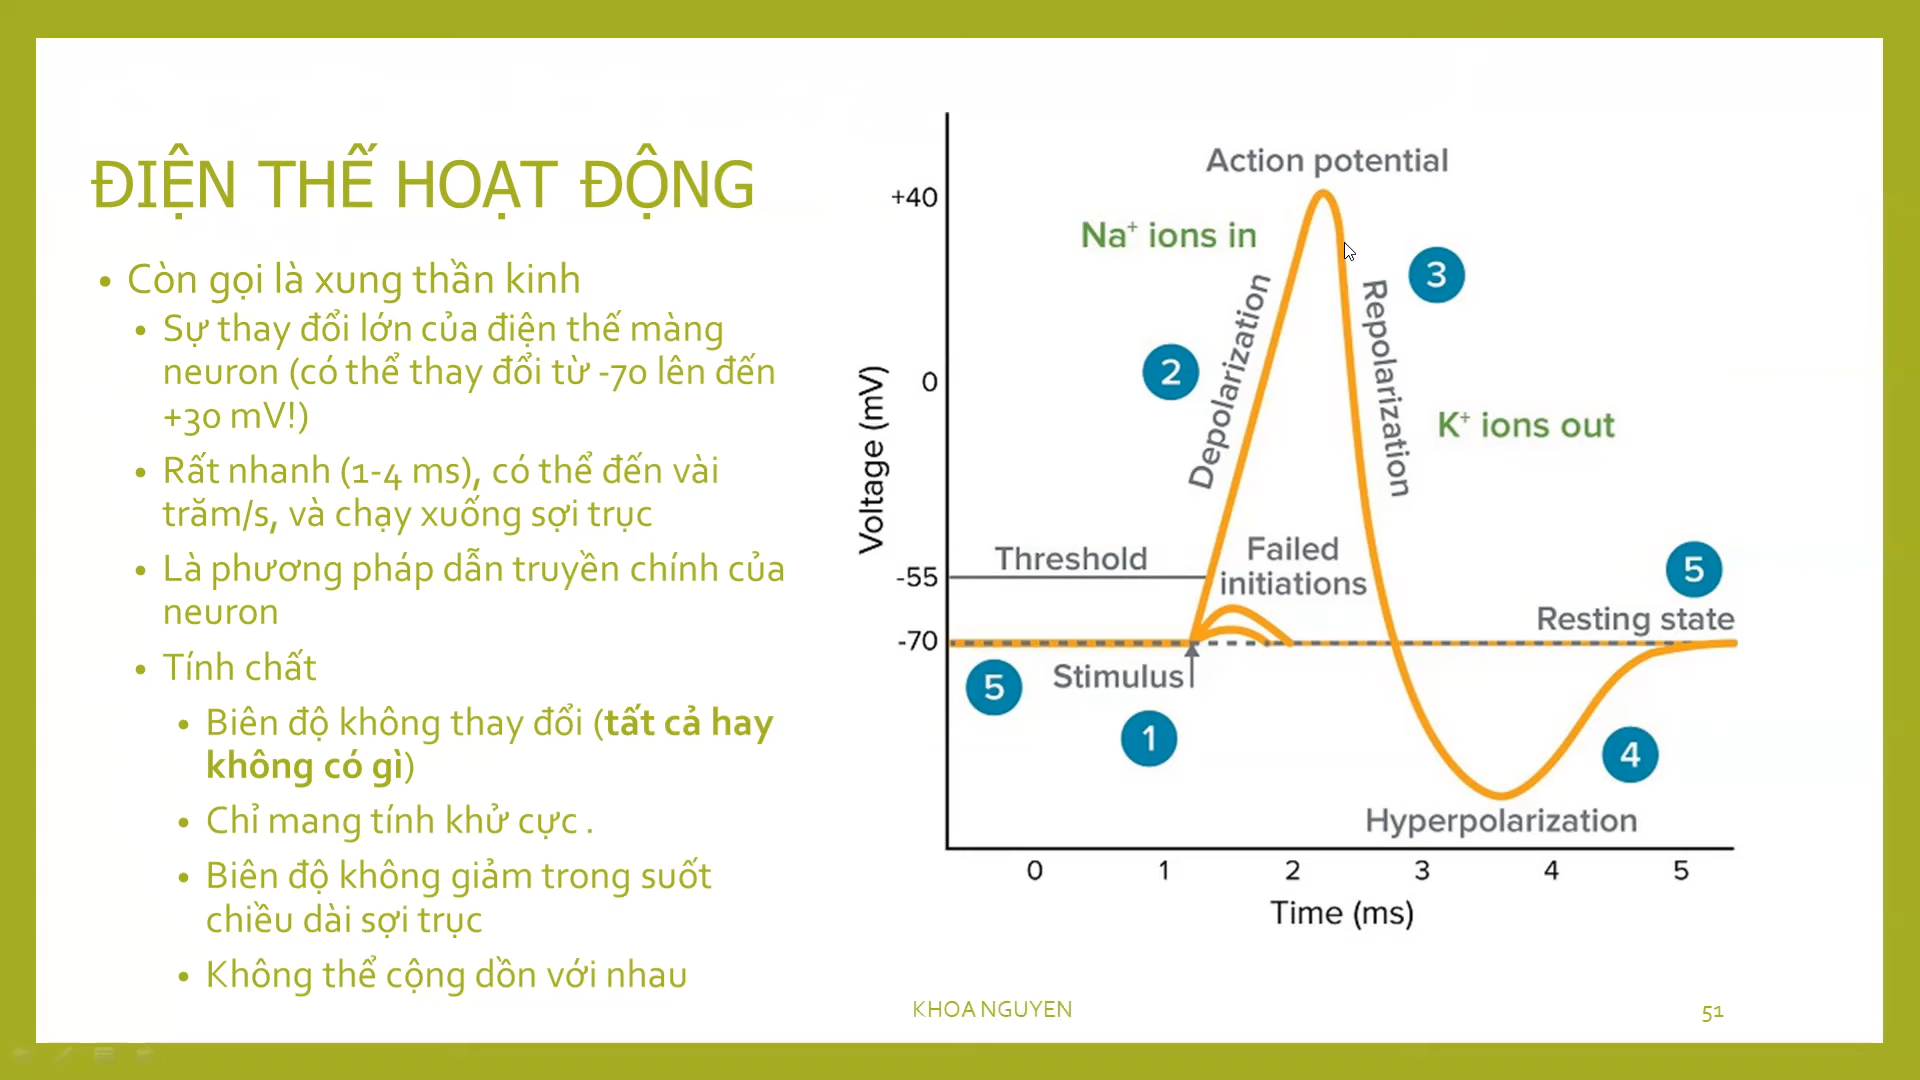 ĐIỆN THẾ HOẠT ĐỘNG
• Còn gọi là xung thần kinh
• Sự thay đổi lớn của điện thế màng
neuron (có thể thay đổi từ -70 lên đến
+30 mV!)
• Rất nhanh (1-4 ms), có thể đến vài
trăm/s, và chạy xuống sợi trục
• Là phương pháp dẫn truyền chính của
neuron
• Tính chất
• Biên độ không thay đổi (tất cả hay
không có gì)
• Chỉ mang tính khử cực .
• Biên độ không giảm trong suốt
chiều dài sợi trục
• Không thể cộng dồn với nhau
Action potential
+40
Na⁺ ions in
3
Depolarization
Repolarization
2
0
K⁺ ions out
Voltage (mV)
Threshold
Failed
initiations
-55
5
Resting state
-70
Stimulus
5
1
4
Hyperpolarization
0 1 2 3 4 5
Time (ms)
KHOA NGUYEN
51